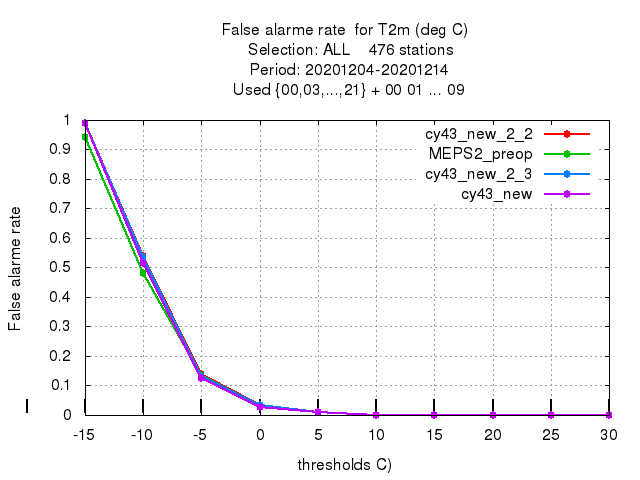 False alarme rate  for T2m (deg C)
Selection: ALL    476 stations
Period: 20201204-20201214
Used {00,03,...,21} + 00 01 ... 09
cy43_new_2_2
MEPS2_preop
cy43_new_2_3
cy43_new
1
0.9
0.8
0.7
0.6
0.5
0.4
0.3
0.2
0.1
0
False alarme rate
-15 -10 -5 0 5 10 15 20 25 30
thresholds C)